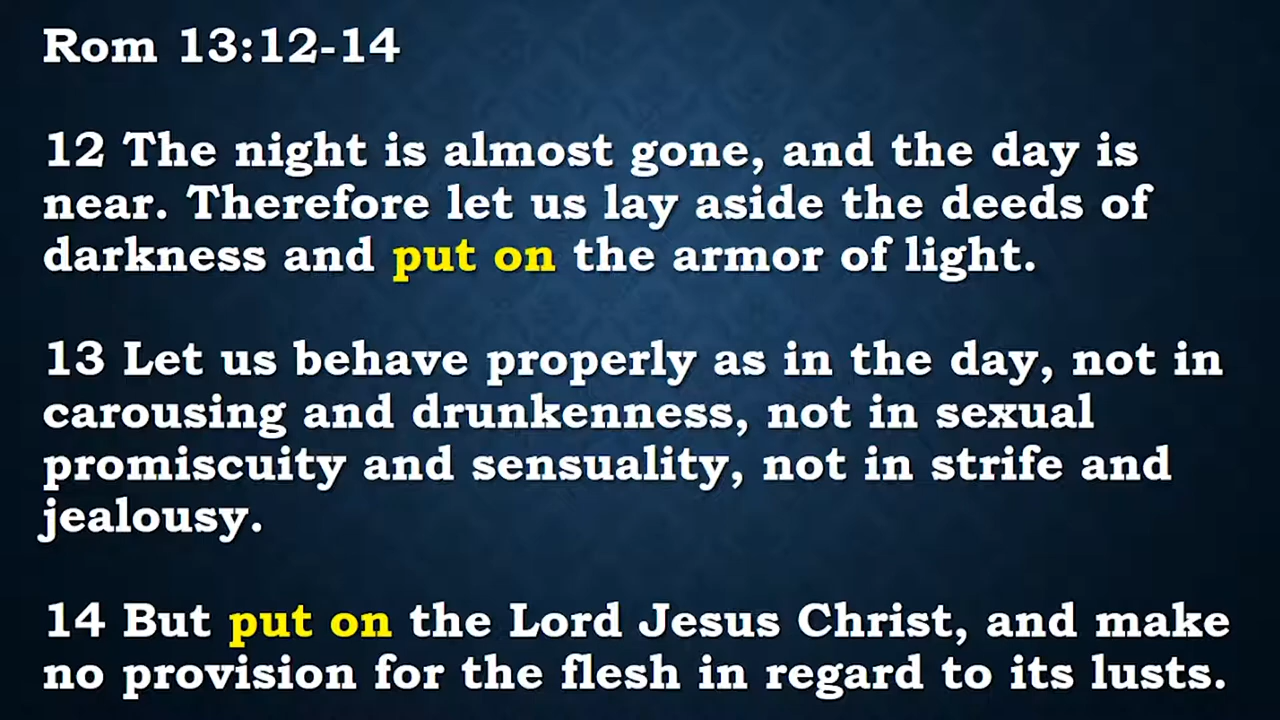 Rom 13:12-14
12 The night is almost gone, and the day is
near. Therefore let us lay aside the deeds of
darkness and put on the armor of light.
13 Let us behave properly as in the day, not in
carousing and drunkenness, not in sexual
promiscuity and sensuality, not in strife and
jealousy.
14 But put on the Lord Jesus Christ, and make
no provision for the flesh in regard to its lusts.